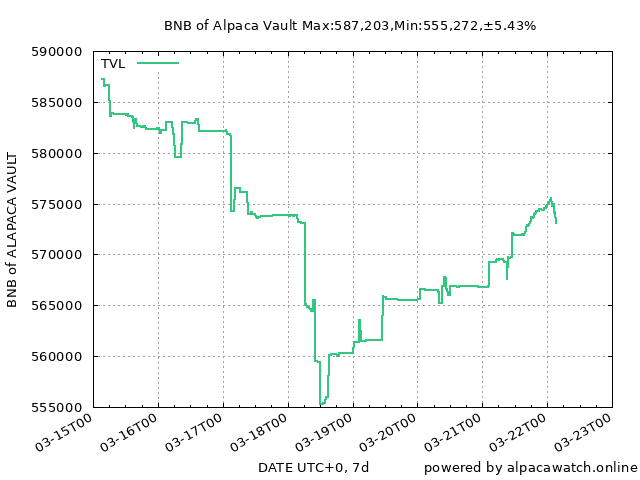 BNB of Alpaca Vault Max:587,203,Min:555,272,±5.43%
590000
585000
580000
575000
570000
565000
560000
555000
BNB of ALAPACA VAULT
TVL
03-15T00
03-16T00
03-17T00
03-18T00
03-19T00
03-20T00
03-21T00
03-22T00
03-23T00
DATE UTC+0, 7d
powered by alpacawatch.online